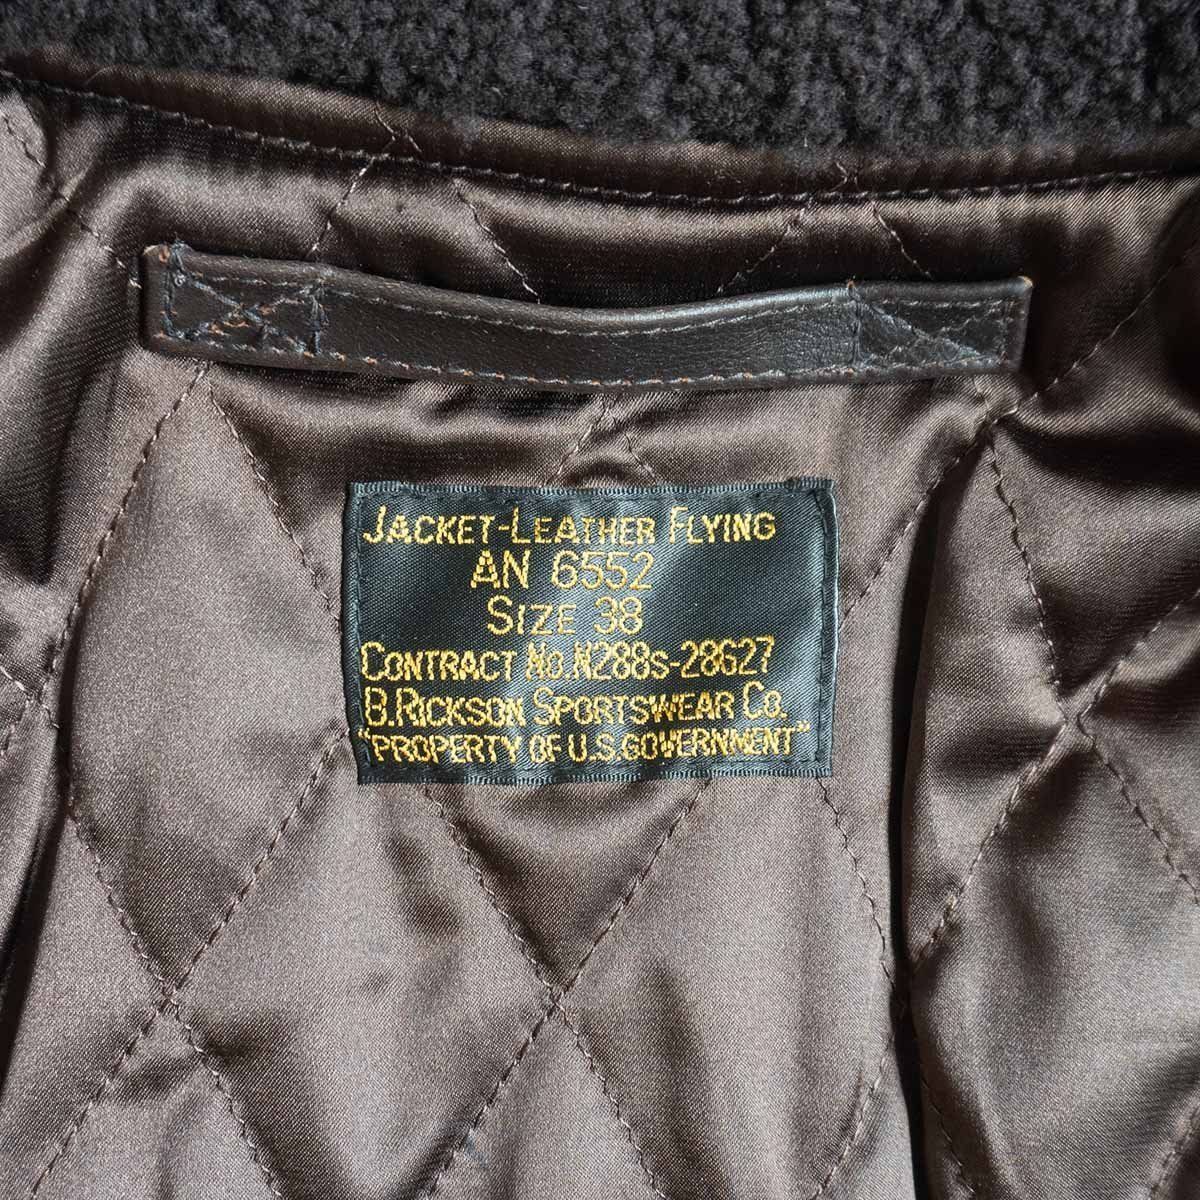 JACKET-LEATHER FLYING
AN 6552
SIZE 38
CONTRACT NO.N288S-28627
B.RICKSON SPORTSWEAR CO.
"PROPERTY OF U.S.GOVERNMENT"